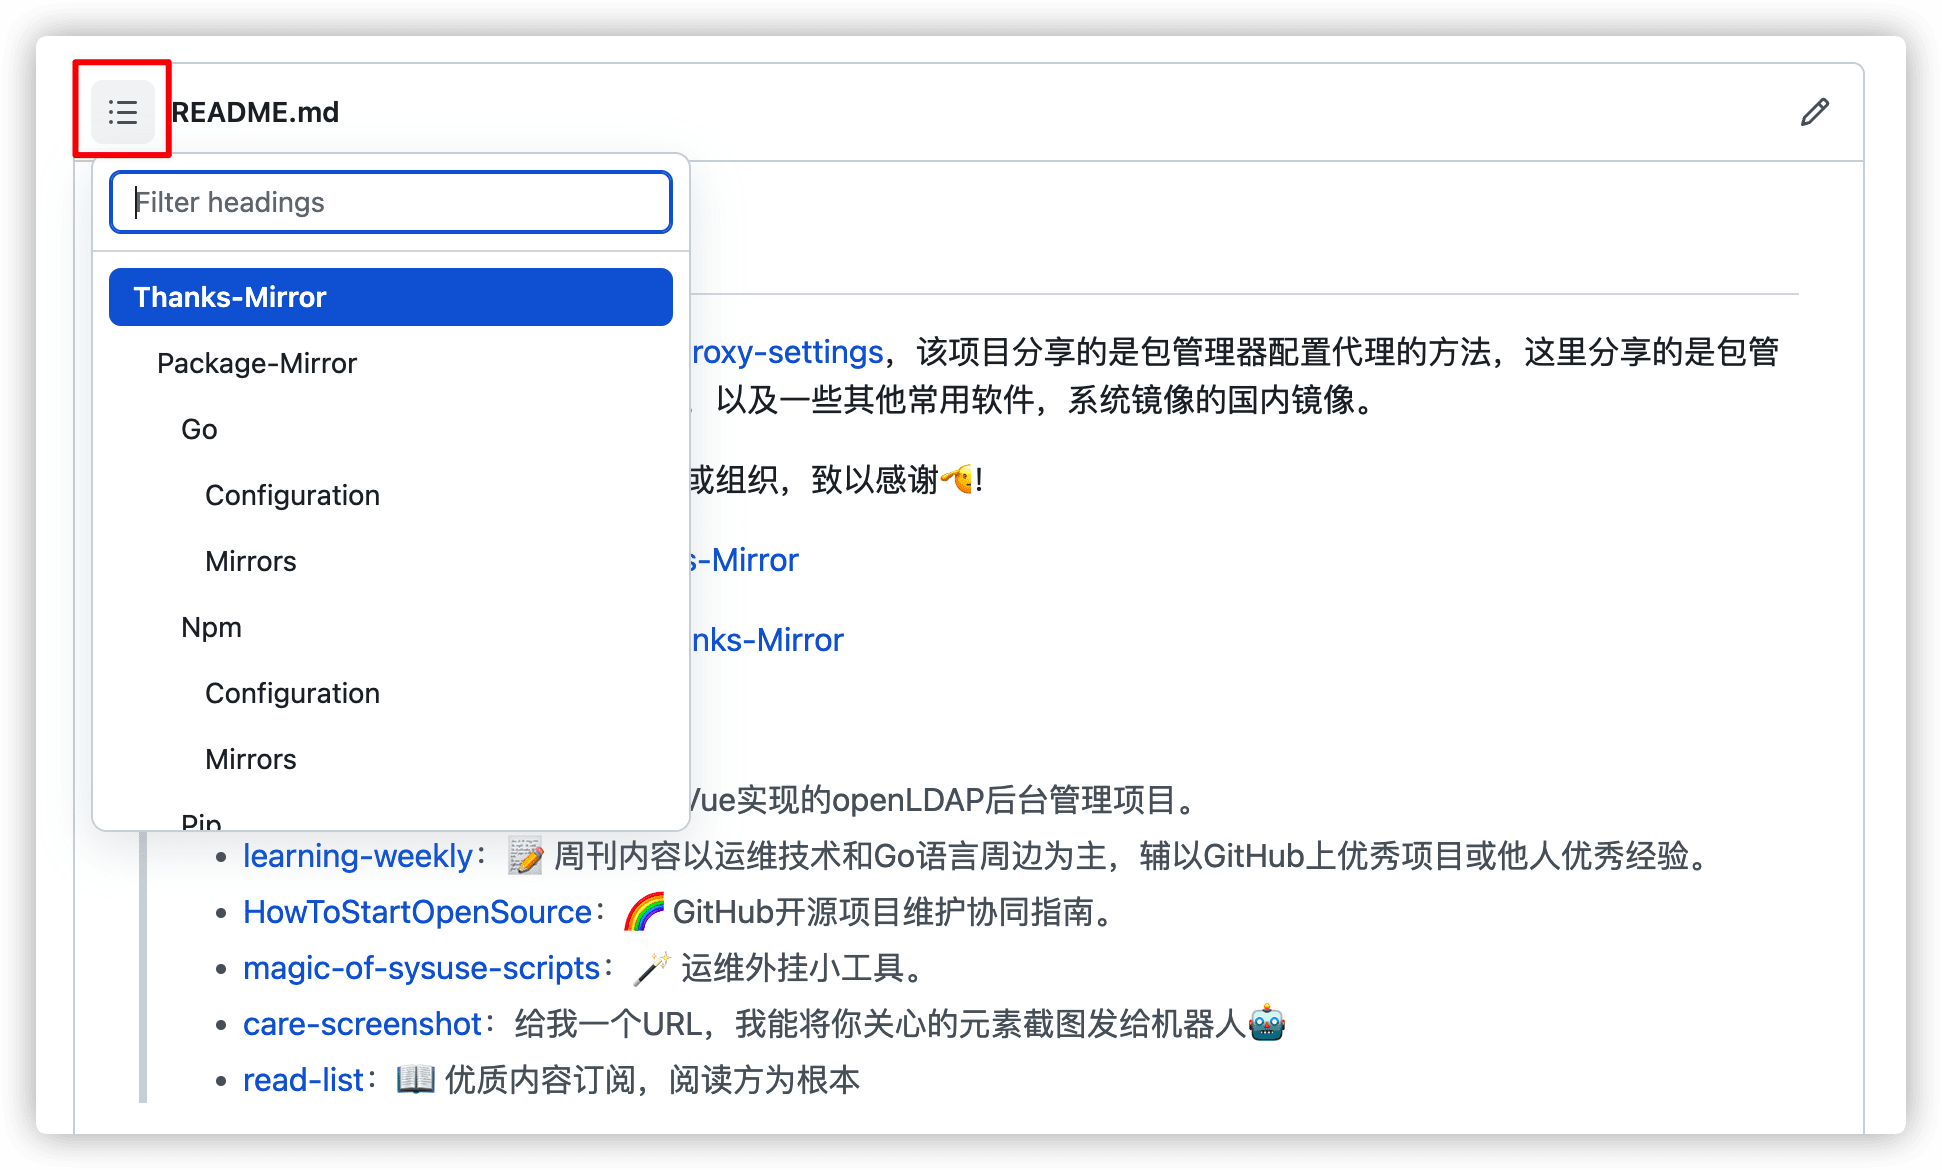 README.md
Filter headings
Thanks-Mirror
Package-Mirror
Go
Configuration
Mirrors
Npm
Configuration
Mirrors
Pip
roxy-settings，该项目分享的是包管理器配置代理的方法，这里分享的是包管
以及一些其他常用软件，系统镜像的国内镜像。
或组织，致以感谢🫡!
s-Mirror
nks-Mirror
Vue实现的openLDAP后台管理项目。
• learning-weekly：📝 周刊内容以运维技术和Go语言周边为主，辅以GitHub上优秀项目或他人优秀经验。
• HowToStartOpenSource：🌈 GitHub开源项目维护协同指南。
• magic-of-sysuse-scripts：🪄 运维外挂小工具。
• care-screenshot：给我一个URL，我能将你关心的元素截图发给机器人🤖
• read-list：📖 优质内容订阅，阅读方为根本